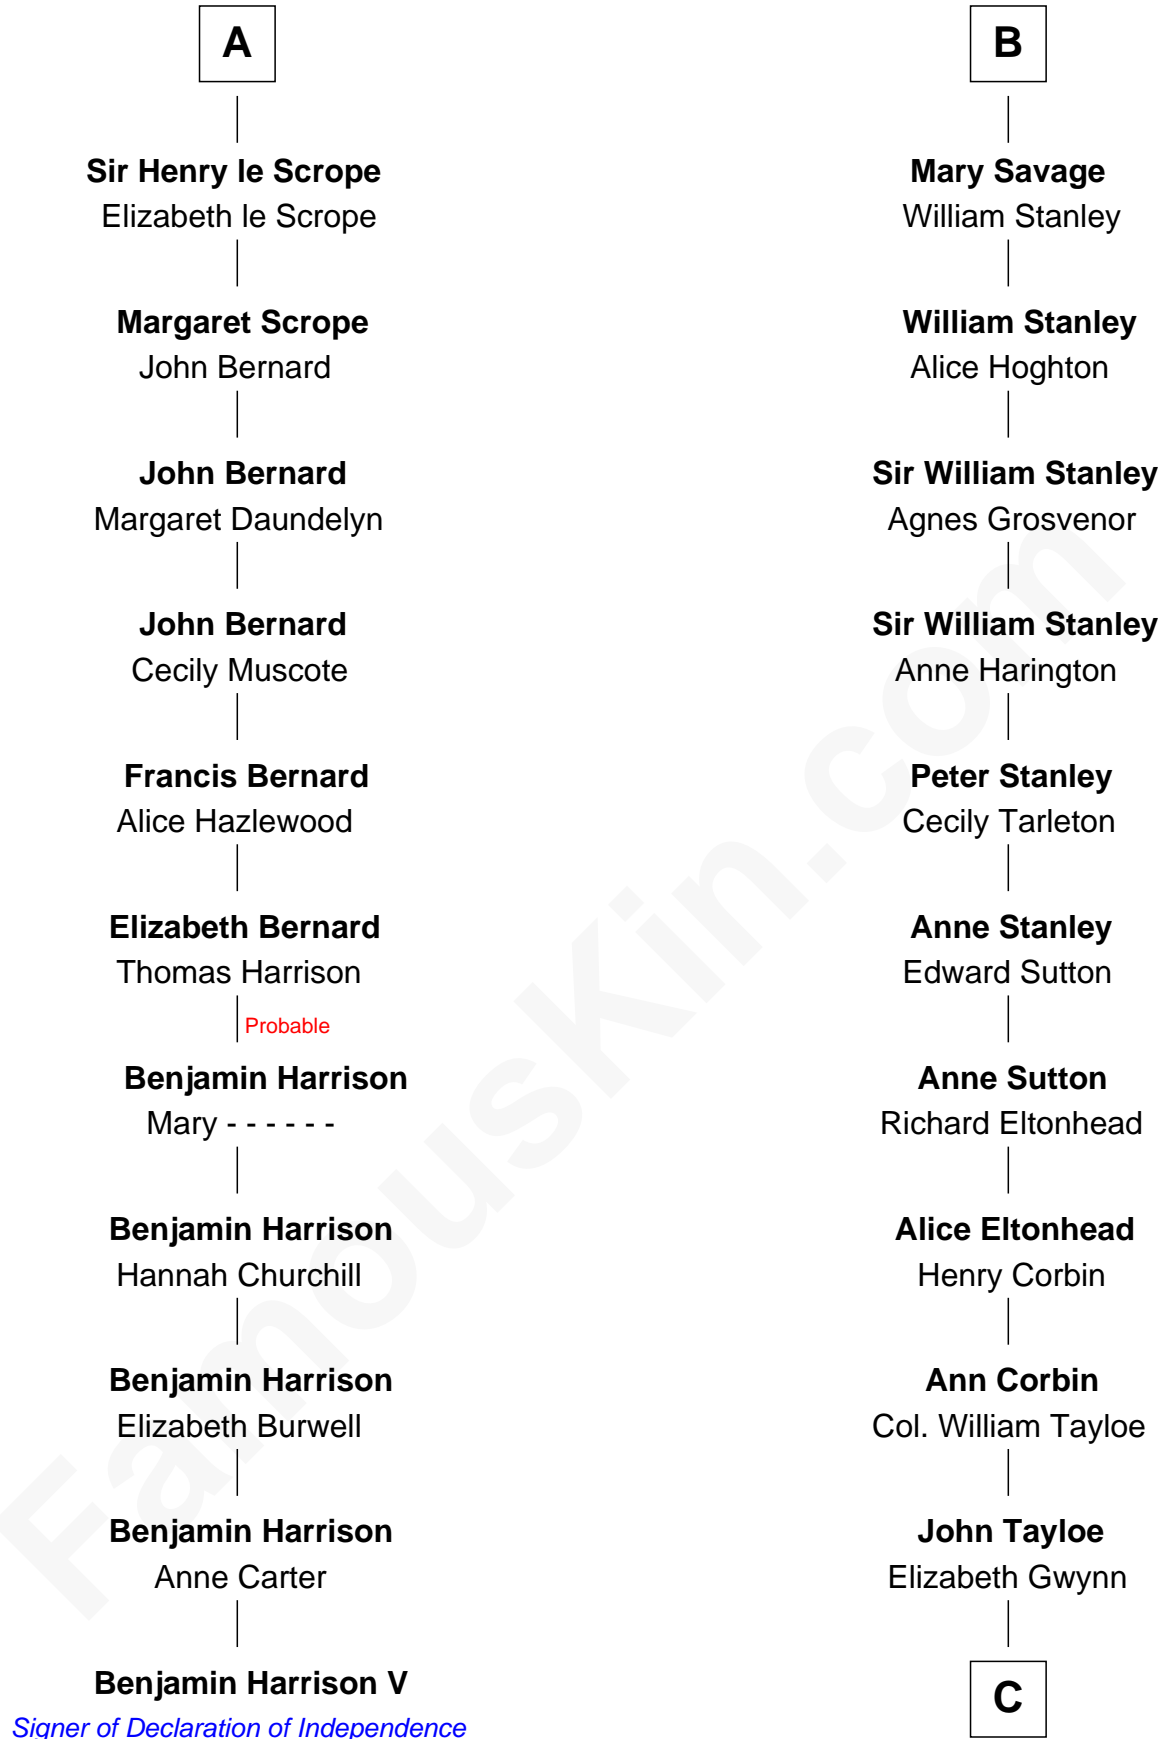 A
Sir Henry le Scrope
Elizabeth le Scrope
Margaret Scrope
John Bernard
John Bernard
Margaret Daundelyn
John Bernard
Cecily Muscote
Francis Bernard
Alice Hazlewood
Elizabeth Bernard
Thomas Harrison
Probable
Benjamin Harrison
Mary - - - - - -
Benjamin Harrison
Hannah Churchill
Benjamin Harrison
Elizabeth Burwell
Benjamin Harrison
Anne Carter
Benjamin Harrison V
Signer of Declaration of Independence
B
Mary Savage
William Stanley
William Stanley
Alice Hoghton
Sir William Stanley
Agnes Grosvenor
Sir William Stanley
Anne Harington
Peter Stanley
Cecily Tarleton
Anne Stanley
Edward Sutton
Anne Sutton
Richard Eltonhead
Alice Eltonhead
Henry Corbin
Ann Corbin
Col. William Tayloe
John Tayloe
Elizabeth Gwynn
C
FamousKin.com